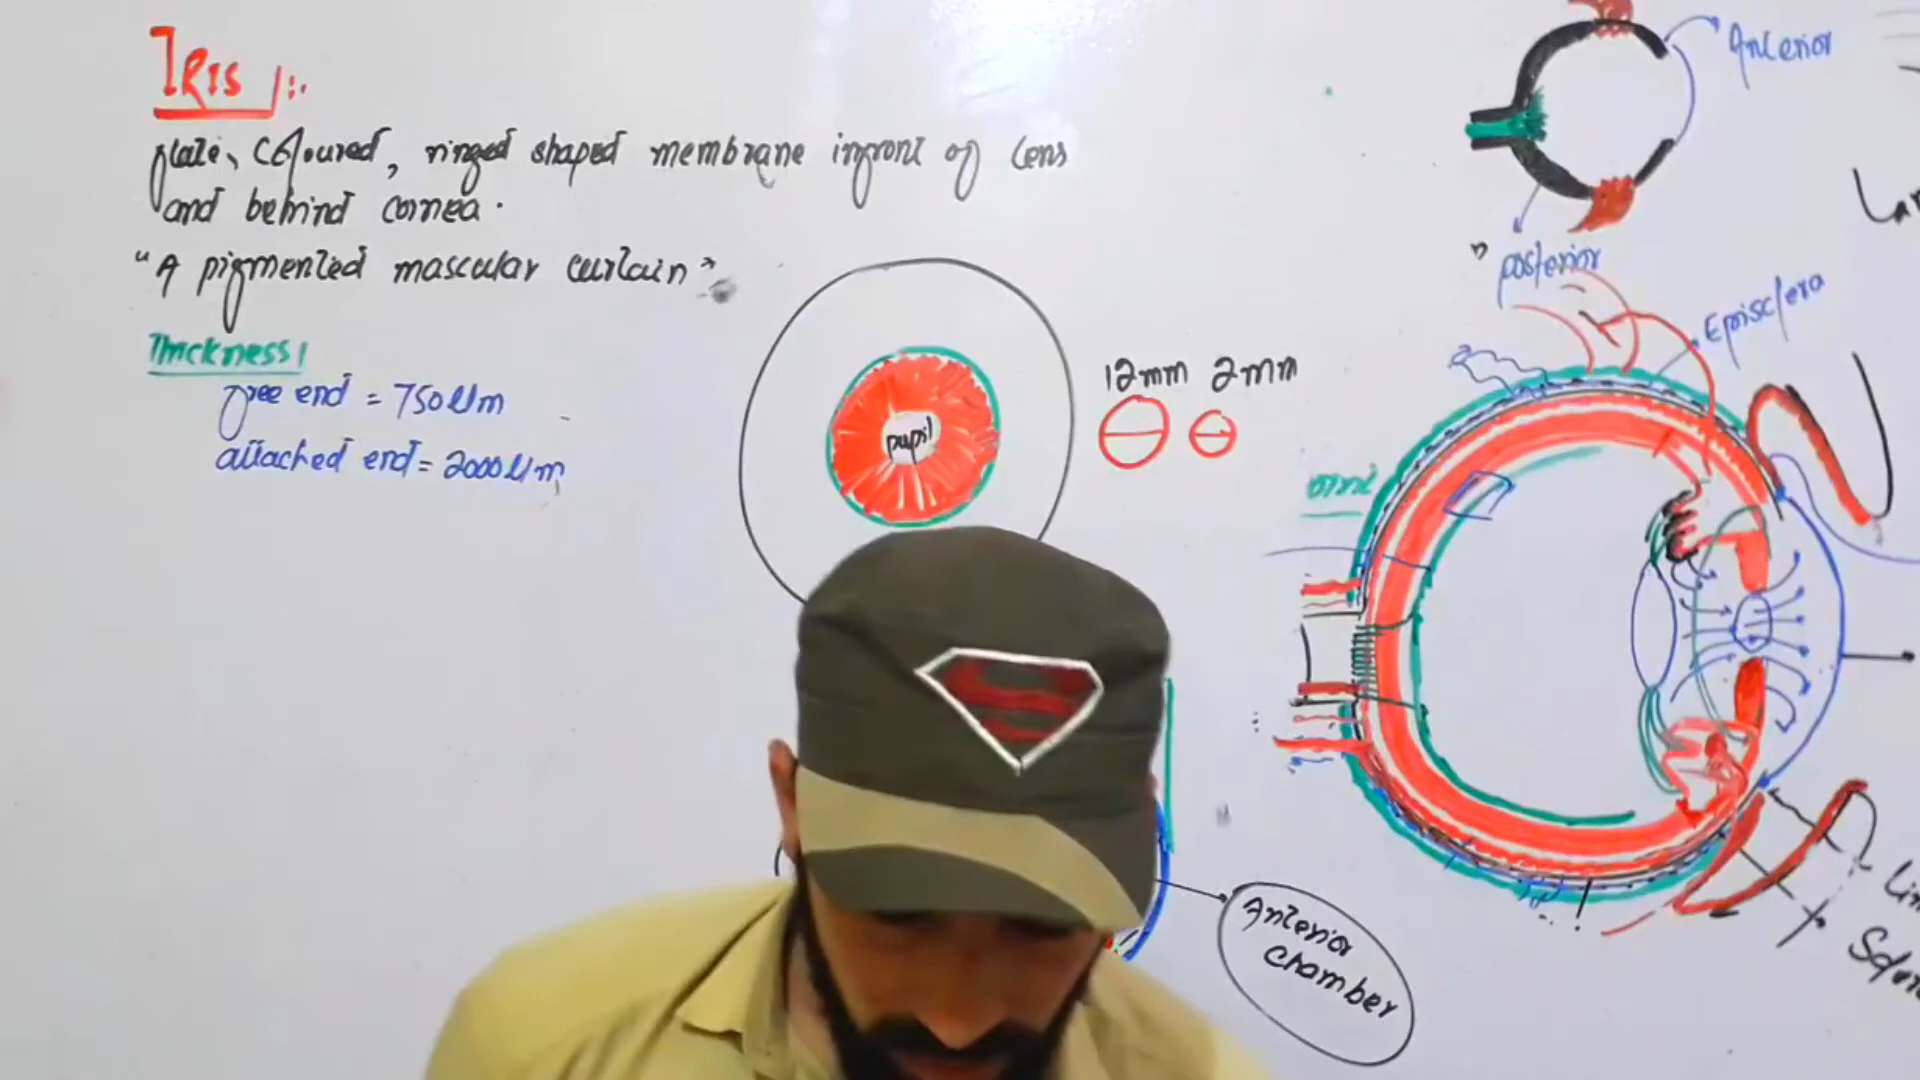 IRIS
Flate, Coloured, ringed shaped membrane infront of lens
and behind cornea.
"A pigmented mascular curtain"
Thickness
free end = 750 um
attached end = 2000 um
pupil
12mm 2mm
Anterior
posterior
Episclera
Anterior
chamber